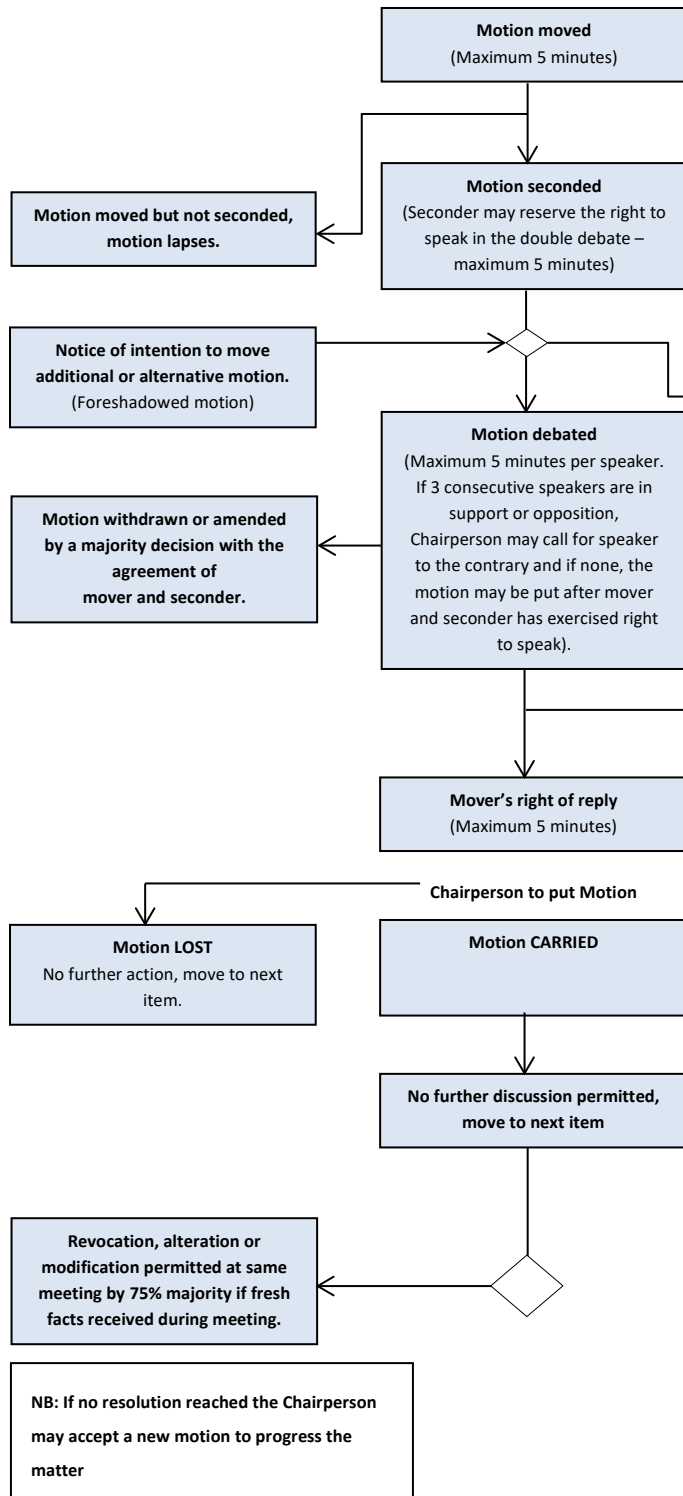 Motion moved
(Maximum 5 minutes)
Motion seconded
(Seconder may reserve the right to
speak in the double debate –
maximum 5 minutes)
Motion moved but not seconded,
motion lapses.
Notice of intention to move
additional or alternative motion.
(Foreshadowed motion)
Motion debated
(Maximum 5 minutes per speaker.
If 3 consecutive speakers are in
support or opposition,
Chairperson may call for speaker
to the contrary and if none, the
motion may be put after mover
and seconder has exercised right
to speak).
Motion withdrawn or amended
by a majority decision with the
agreement of
mover and seconder.
Mover’s right of reply
(Maximum 5 minutes)
Chairperson to put Motion
Motion LOST
No further action, move to next
item.
Motion CARRIED
No further discussion permitted,
move to next item
Revocation, alteration or
modification permitted at same
meeting by 75% majority if fresh
facts received during meeting.
NB: If no resolution reached the Chairperson
may accept a new motion to progress the
matter